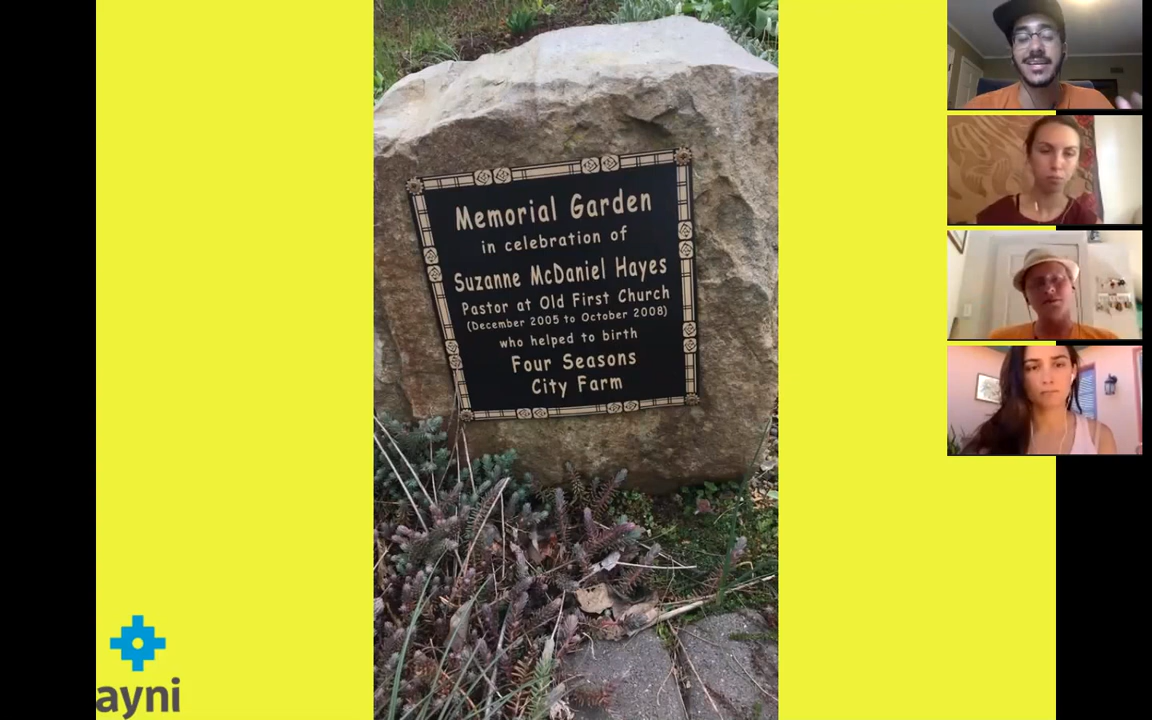 Memorial Garden
in celebration of
Suzanne McDaniel Hayes
Pastor at Old First Church
(December 2005 to October 2008)
who helped to birth
Four Seasons
City Farm
ayni